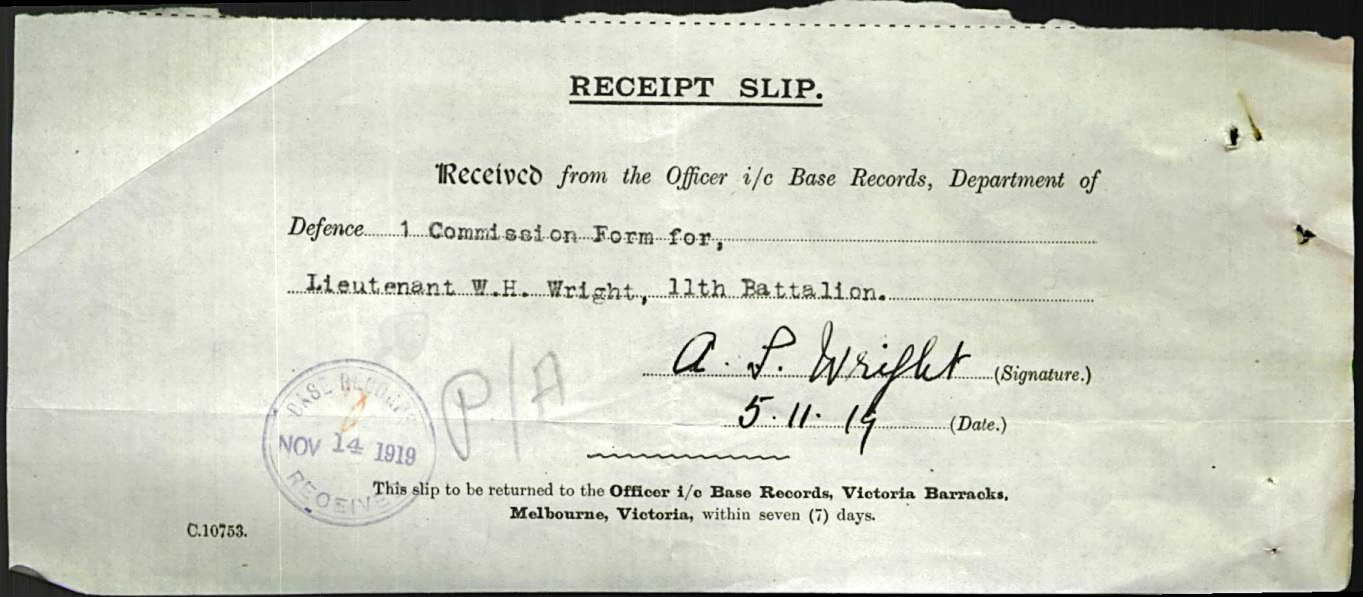 RECEIPT SLIP.
Received from the Officer i/c Base Records, Department of
Defence 1 Commission Form for,
Lieutenant W.H. Wright, 11th Battalion.
A. L. Wright (Signature.)
5.11.19 (Date.)
P/A
BASE RECORDS
NOV 14 1919
RECEIVED
This slip to be returned to the Officer i/c Base Records, Victoria Barracks,
Melbourne, Victoria, within seven (7) days.
C.10753.